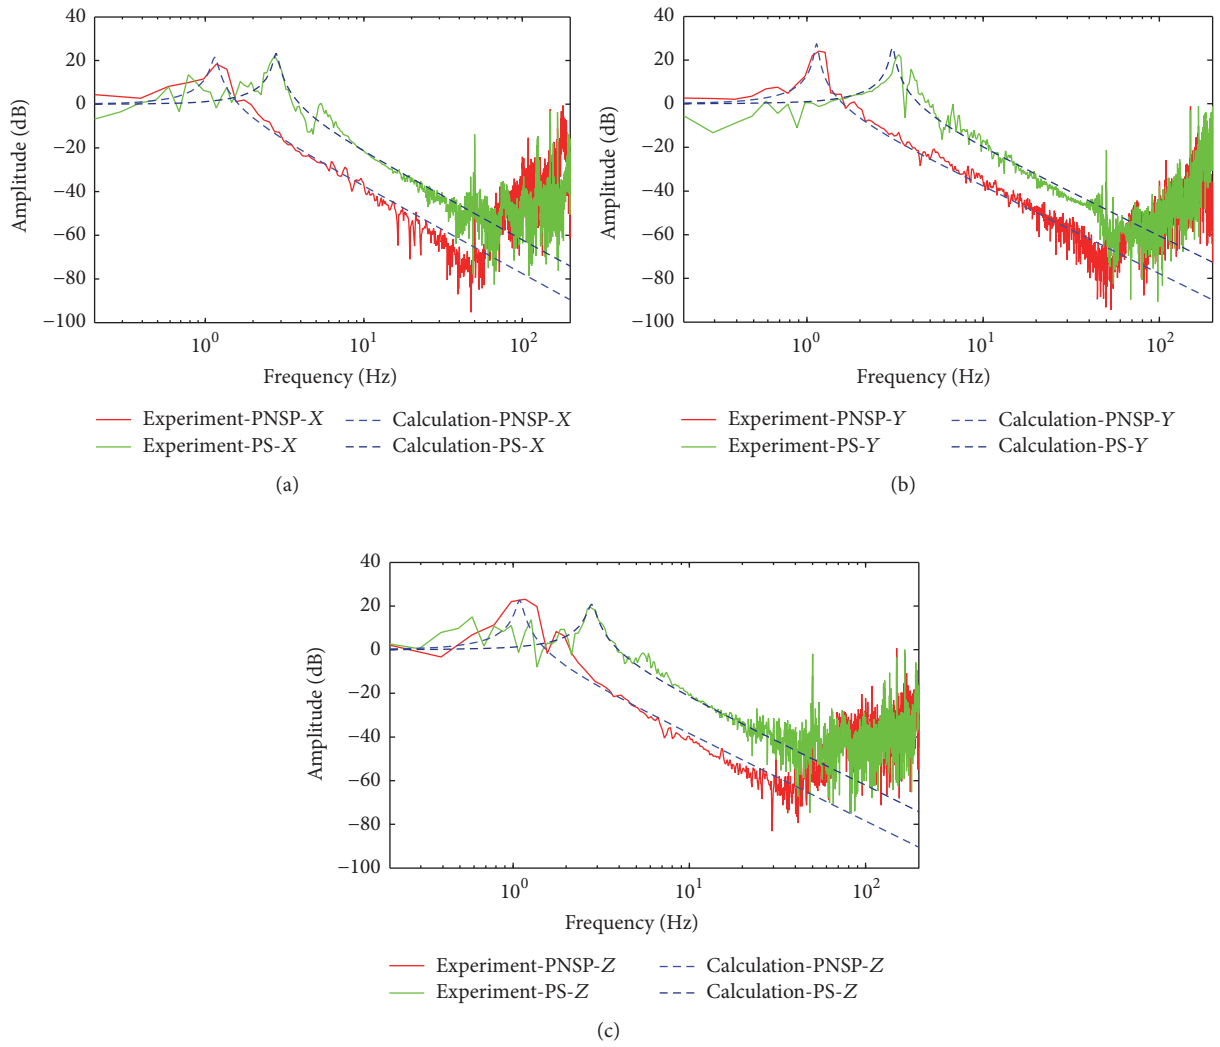 40
20
0
−20
−40
−60
−80
−100
Amplitude (dB)
10⁰ 10¹ 10²
Frequency (Hz)
Experiment-PNSP-X Calculation-PNSP-X
Experiment-PS-X Calculation-PS-X
(a)
40
20
0
−20
−40
−60
−80
−100
Amplitude (dB)
10⁰ 10¹ 10²
Frequency (Hz)
Experiment-PNSP-Y Calculation-PNSP-Y
Experiment-PS-Y Calculation-PS-Y
(b)
40
20
0
−20
−40
−60
−80
−100
Amplitude (dB)
10⁰ 10¹ 10²
Frequency (Hz)
Experiment-PNSP-Z Calculation-PNSP-Z
Experiment-PS-Z Calculation-PS-Z
(c)